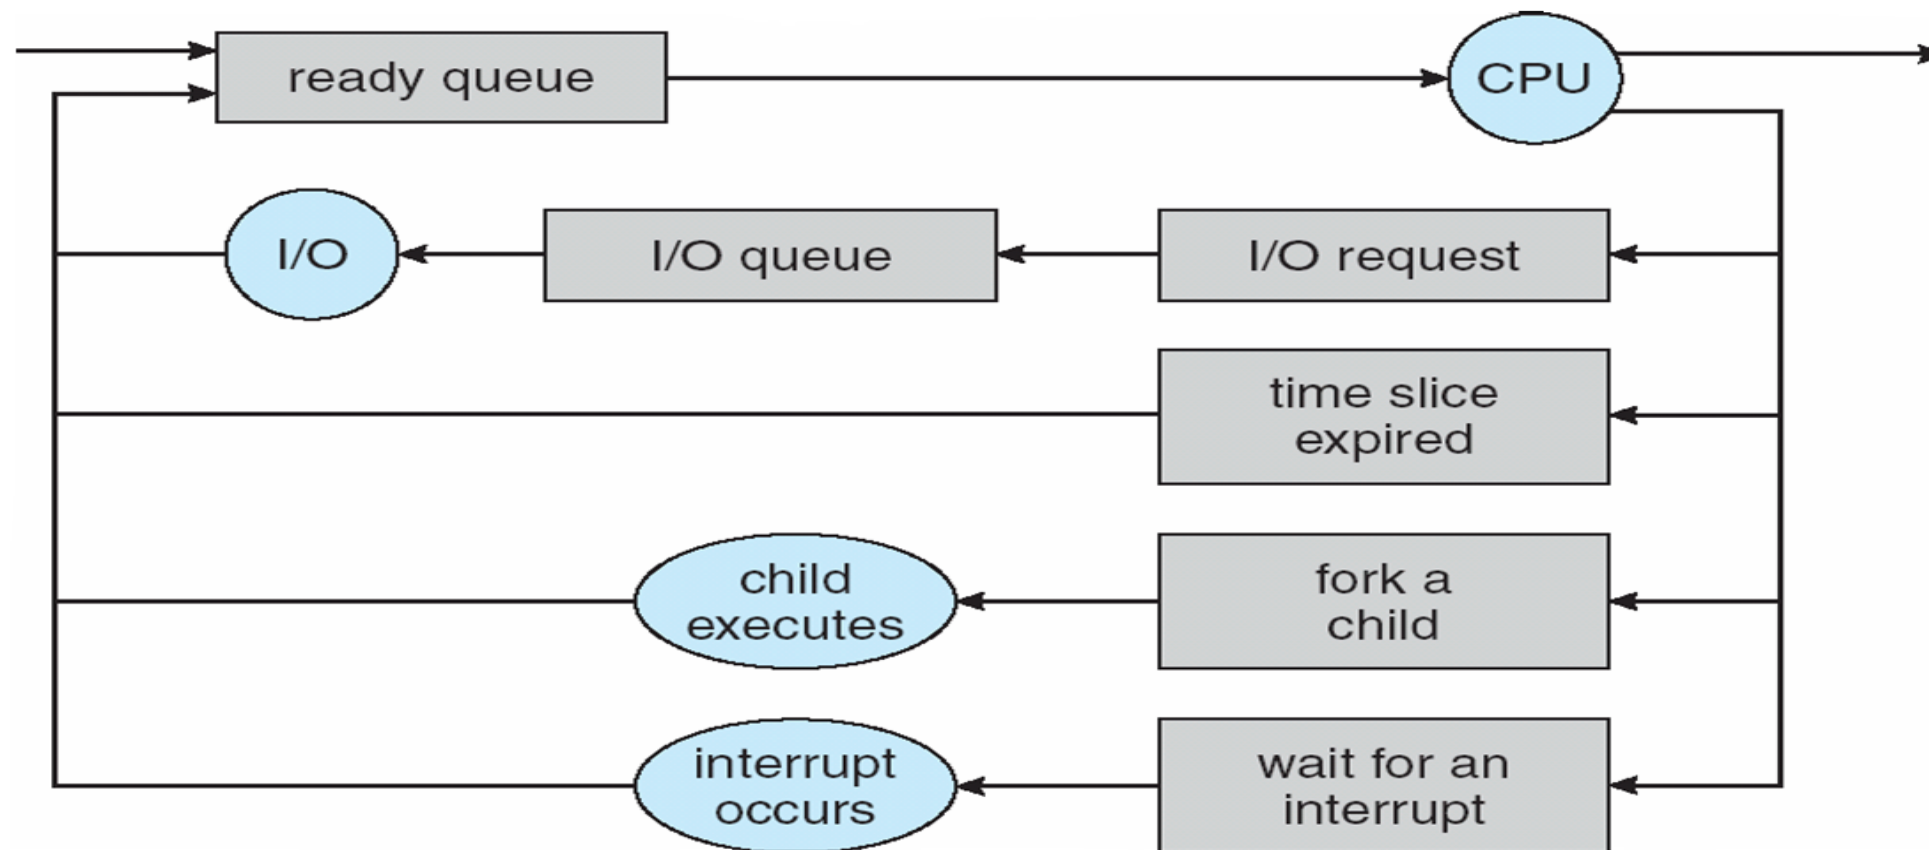 ready queue
CPU
I/O
I/O queue
I/O request
time slice
expired
child
executes
fork a
child
interrupt
occurs
wait for an
interrupt